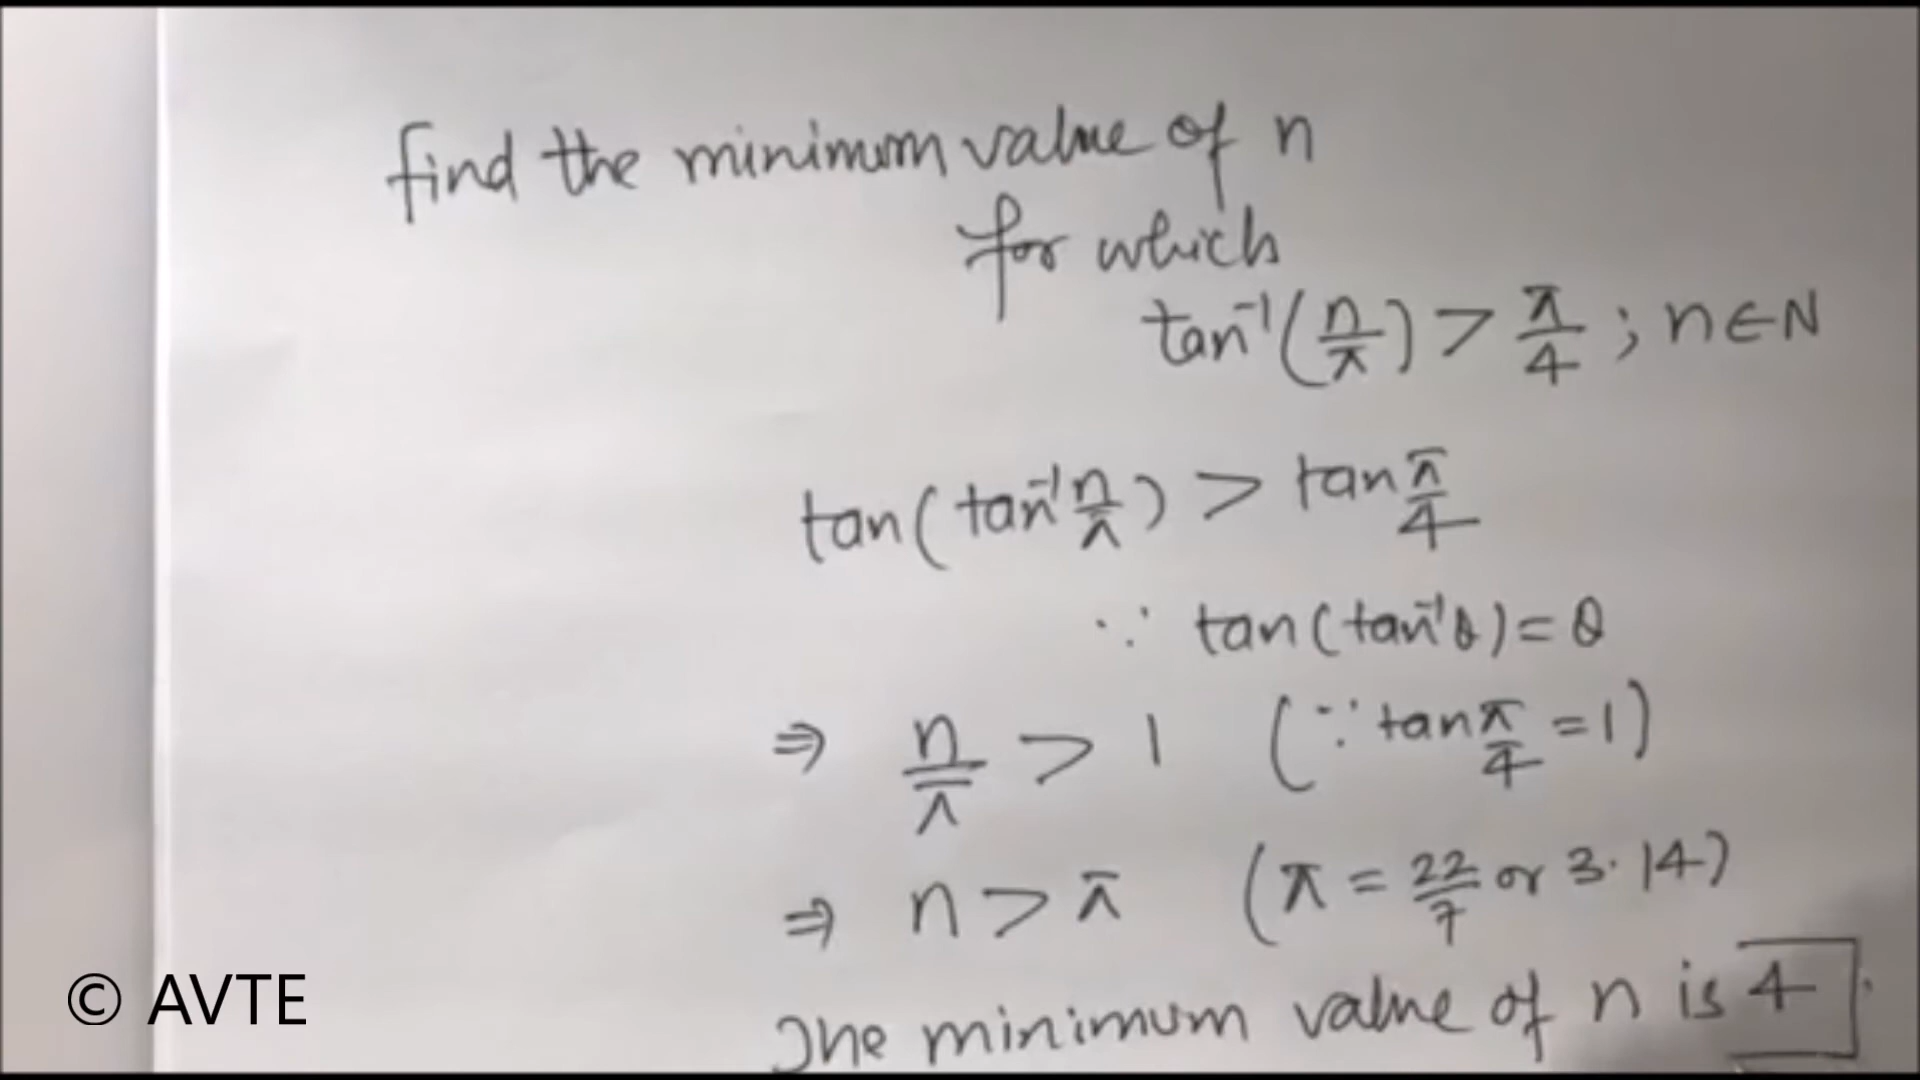 find the minimum value of n
for which
tan⁻¹(n/π) > π/4 ; n∈N
tan(tan⁻¹ n/π) > tan π/4
∵ tan(tan⁻¹θ) = θ
⇒ n/π > 1 (∵ tan π/4 = 1)
⇒ n > π (π = 22/7 or 3.14)
The minimum value of n is 4.
© AVTE